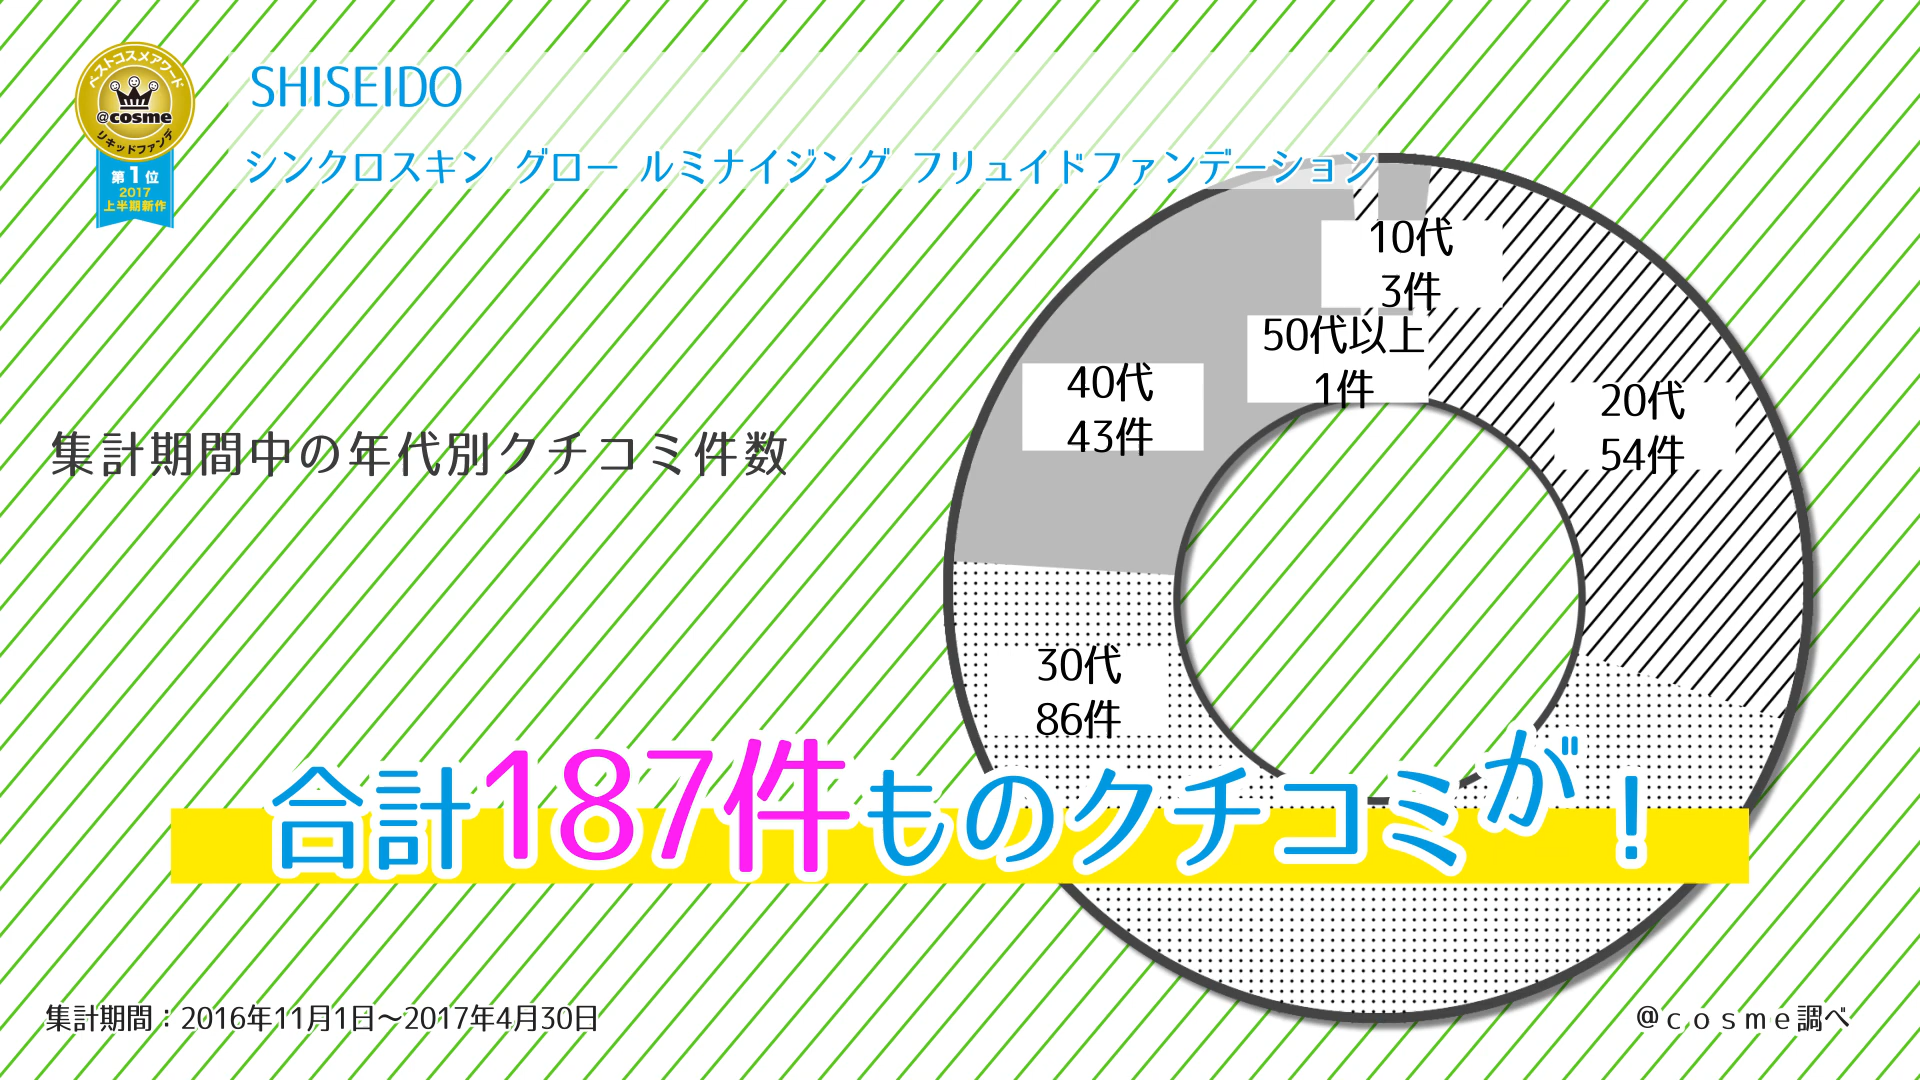 ベストコスメアワード
@cosme
リキッドファンデ
第1位
2017
上半期新作
SHISEIDO
シンクロスキン グロー ルミナイジング フリュイドファンデーション
10代
3件
50代以上
1件
40代
43件
20代
54件
集計期間中の年代別クチコミ件数
30代
86件
合計187件ものクチコミが！
集計期間：2016年11月1日～2017年4月30日
＠ｃｏｓｍｅ調べ